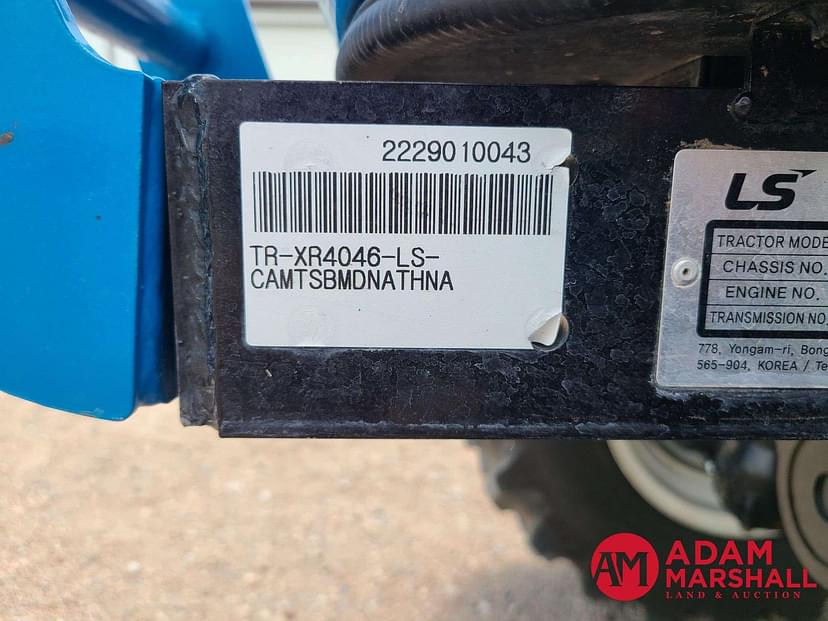 2229010043
TR-XR4046-LS-
CAMTSBMDNATHNA
LS
TRACTOR MODE
CHASSIS NO.
ENGINE NO.
TRANSMISSION NO.
778, Yongam-ri, Bong
565-904, KOREA / Te
AM
ADAM
MARSHALL
LAND & AUCTION